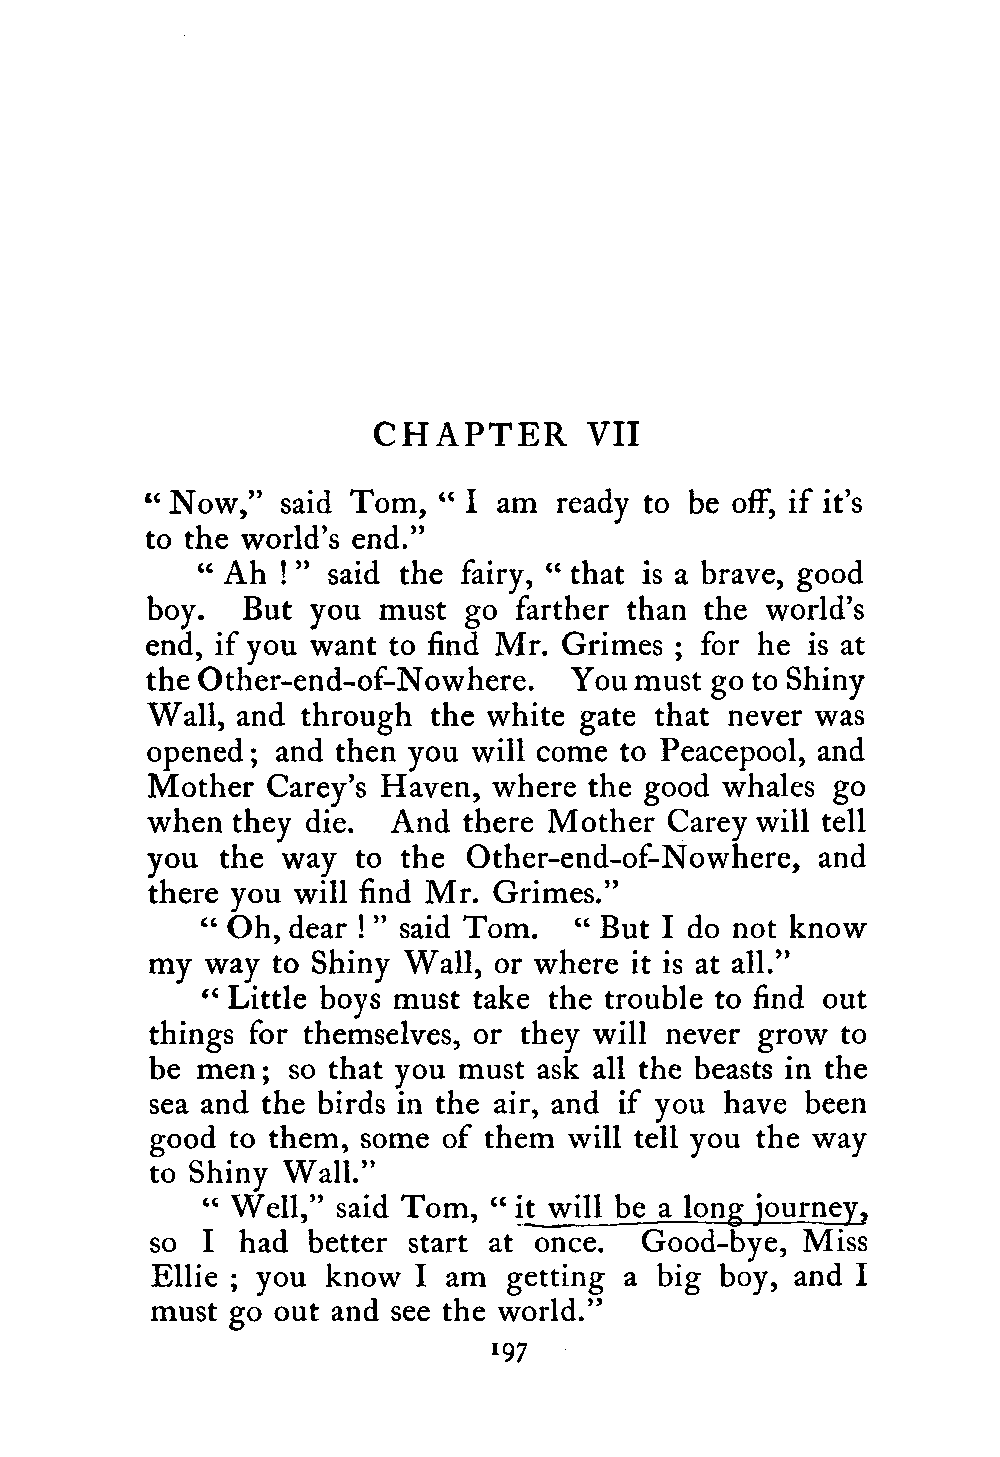 CHAPTER VII
“ Now,” said Tom, “ I am ready to be off, if it’s
to the world’s end.”
“ Ah ! ” said the fairy, “ that is a brave, good
boy. But you must go farther than the world’s
end, if you want to find Mr. Grimes ; for he is at
the Other-end-of-Nowhere. You must go to Shiny
Wall, and through the white gate that never was
opened ; and then you will come to Peacepool, and
Mother Carey’s Haven, where the good whales go
when they die. And there Mother Carey will tell
you the way to the Other-end-of-Nowhere, and
there you will find Mr. Grimes.”
“ Oh, dear ! ” said Tom. “ But I do not know
my way to Shiny Wall, or where it is at all.”
“ Little boys must take the trouble to find out
things for themselves, or they will never grow to
be men ; so that you must ask all the beasts in the
sea and the birds in the air, and if you have been
good to them, some of them will tell you the way
to Shiny Wall.”
“ Well,” said Tom, “ it will be a long journey,
so I had better start at once. Good-bye, Miss
Ellie ; you know I am getting a big boy, and I
must go out and see the world.”
197